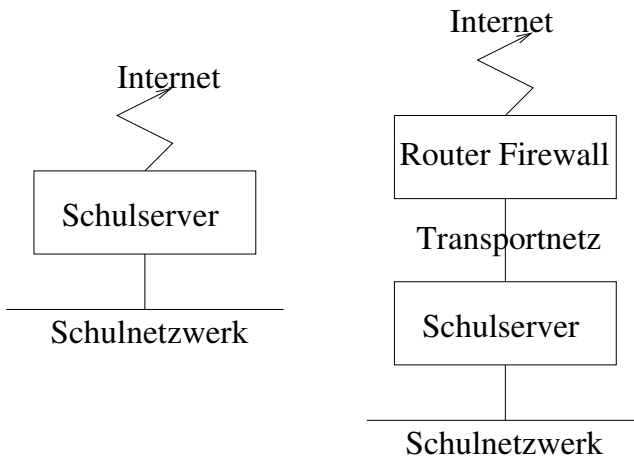 Internet
Schulserver
Schulnetzwerk
Internet
Router Firewall
Transportnetz
Schulserver
Schulnetzwerk